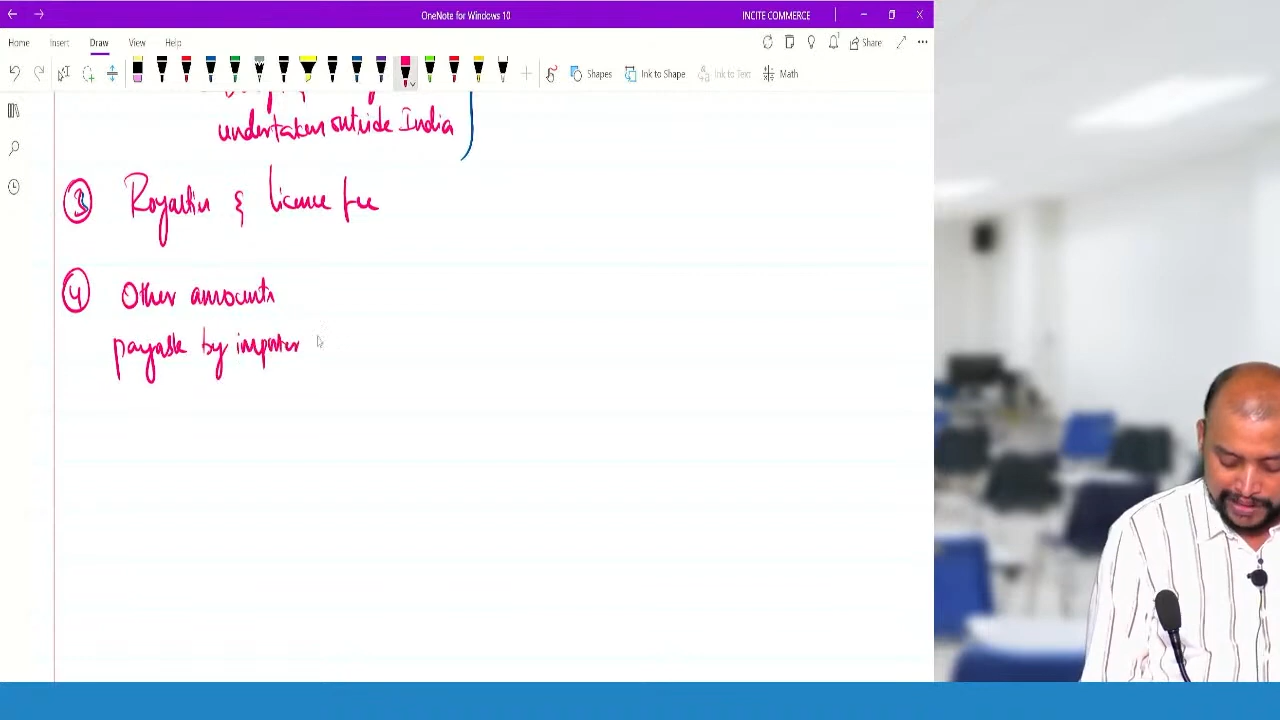 OneNote for Windows 10
INCITE COMMERCE
Home Insert Draw View Help
Share
Shapes Ink to Shape Ink to Text Math
undertaken outside India
3 Royalties & licence fee
4 Other amounts
payable by importer